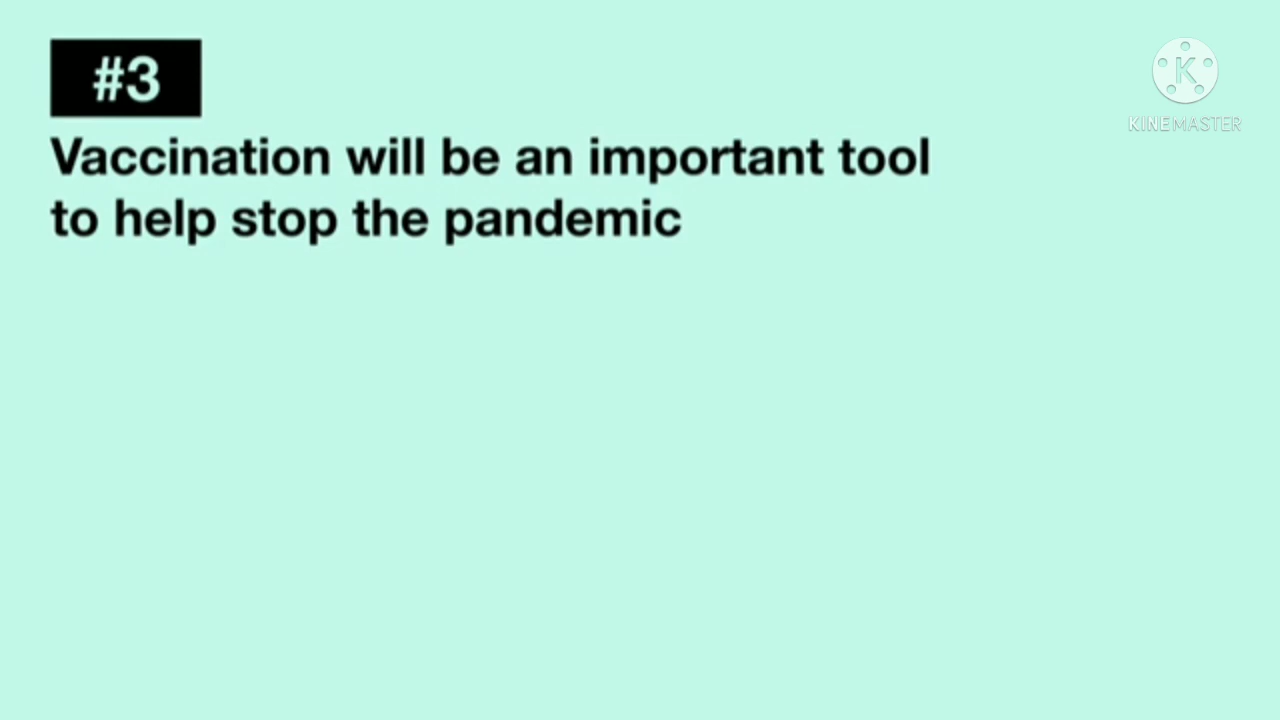 #3
K
KINEMASTER
Vaccination will be an important tool
to help stop the pandemic